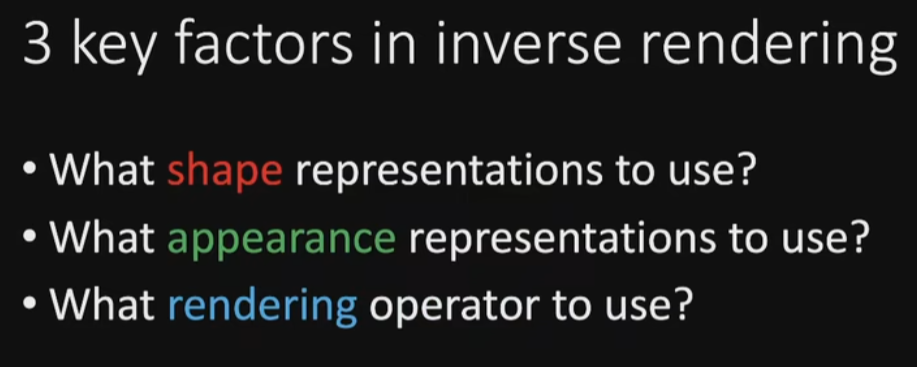 3 key factors in inverse rendering
• What shape representations to use?
• What appearance representations to use?
• What rendering operator to use?